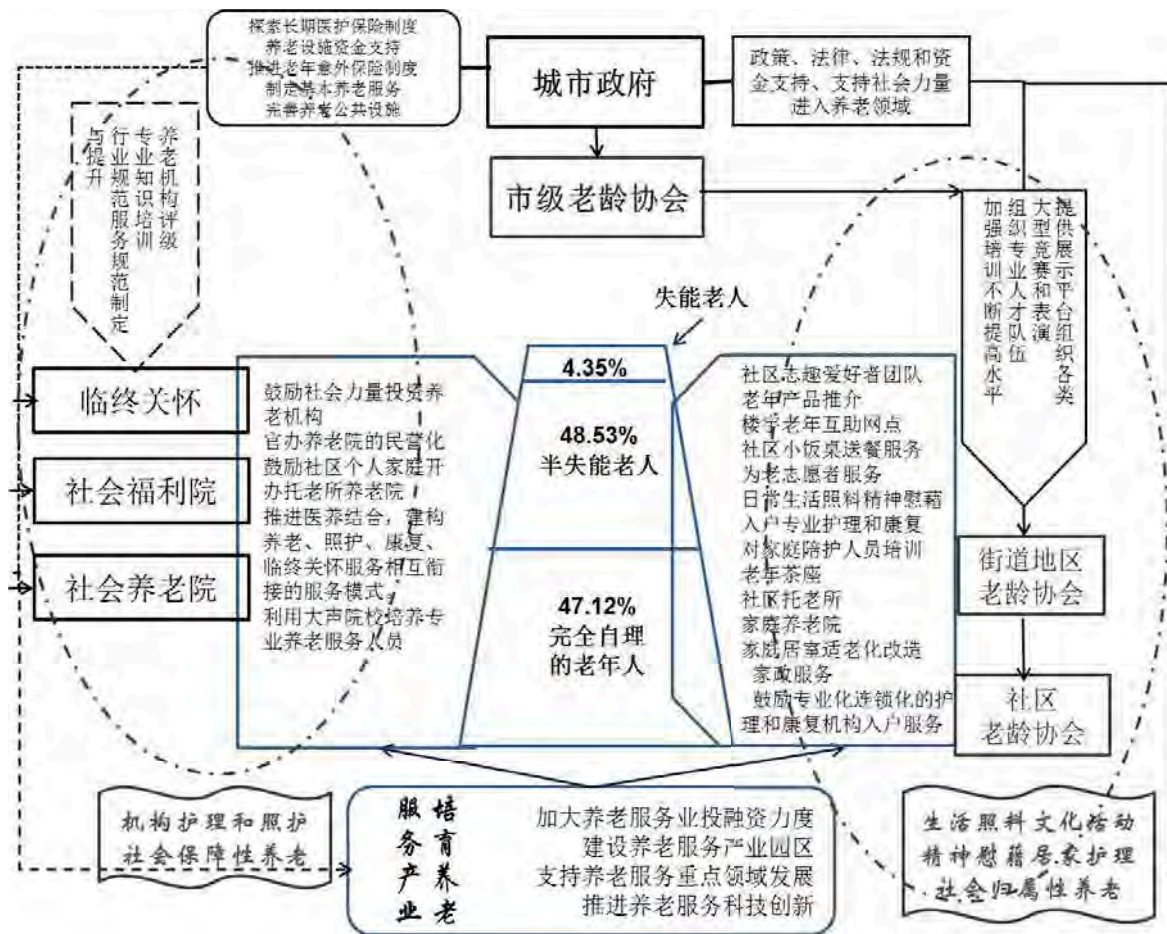 探索长期医护保险制度
养老设施资金支持
推进老年意外保险制度
制定基本养老服务
完善养老公共设施
城市政府
政策、法律、法规和资
金支持、支持社会力量
进入养老领域
市级老龄协会
养老机构评级
专业知识培训
行业规范服务规范制定
与提升
提供展示平台组织各类
大型竞赛和表演
组织专业人才队伍
加强培训不断提高水平
失能老人
4.35%
48.53%
半失能老人
47.12%
完全自理
的老年人
临终关怀
社会福利院
社会养老院
鼓励社会力量投资养
老机构
官办养老院的民营化
鼓励社区个人家庭开
办托老所养老院
推进医养结合，建构
养老、照护、康复、
临终关怀服务相互衔
接的服务模式。
利用大声院校培养专
业养老服务人员
社区志趣爱好者团队
老年产品推介
楼宇老年互助网点
社区小饭桌送餐服务
为老志愿者服务
日常生活照料精神慰藉
入户专业护理和康复
对家庭陪护人员培训
老年茶座
社区托老所
家庭养老院
家庭居室适老化改造
家政服务
鼓励专业化连锁化的护
理和康复机构入户服务
街道地区
老龄协会
社区
老龄协会
机构护理和照护
社会保障性养老
培育养老
服务产业
加大养老服务业投融资力度
建设养老服务产业园区
支持养老服务重点领域发展
推进养老服务科技创新
生活照料文化活动
精神慰藉居家护理
社会归属性养老